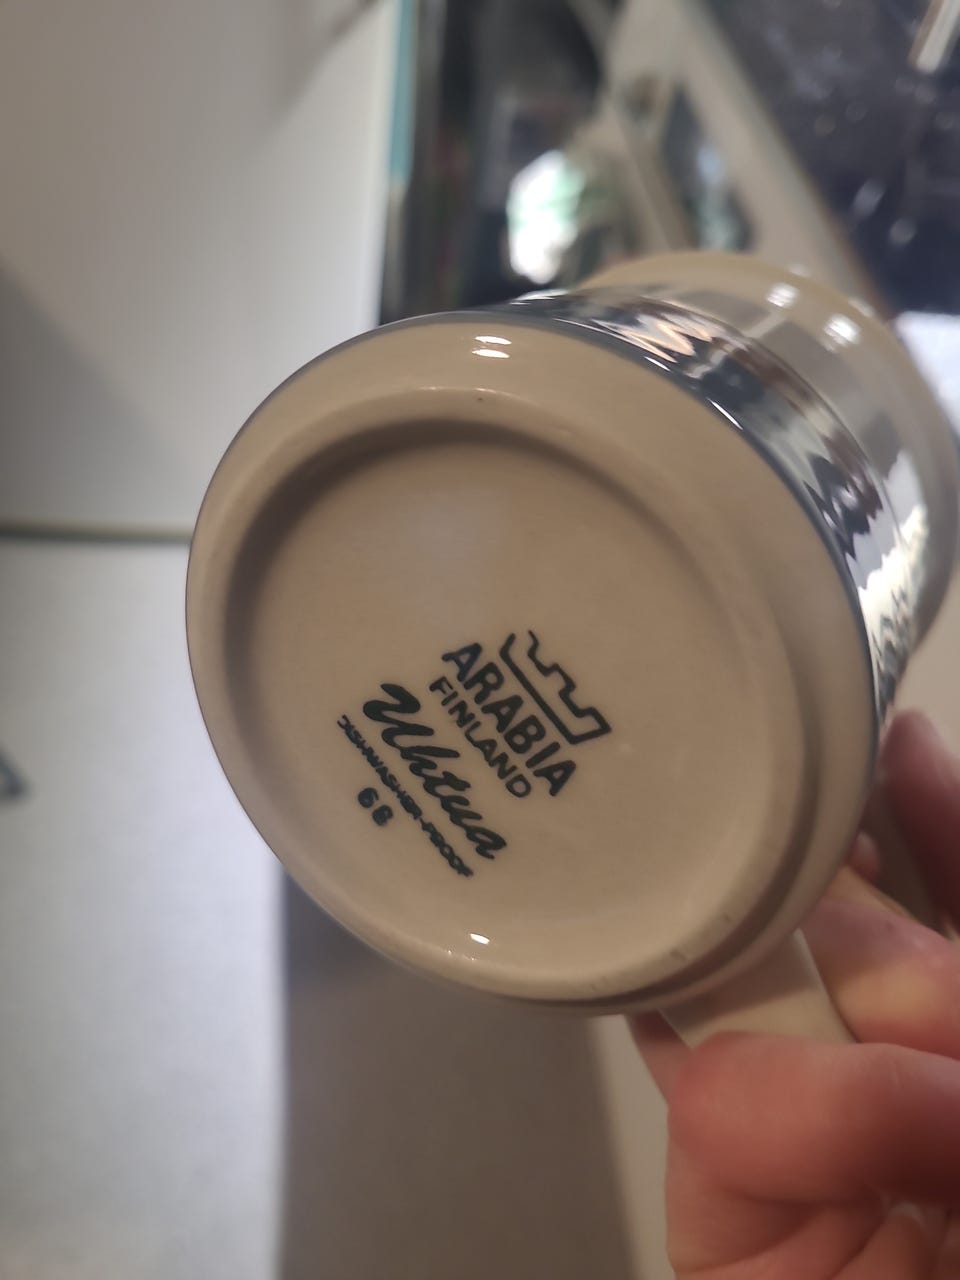 ARABIA
FINLAND
Uhtua
DISHWASHER-PROOF
68